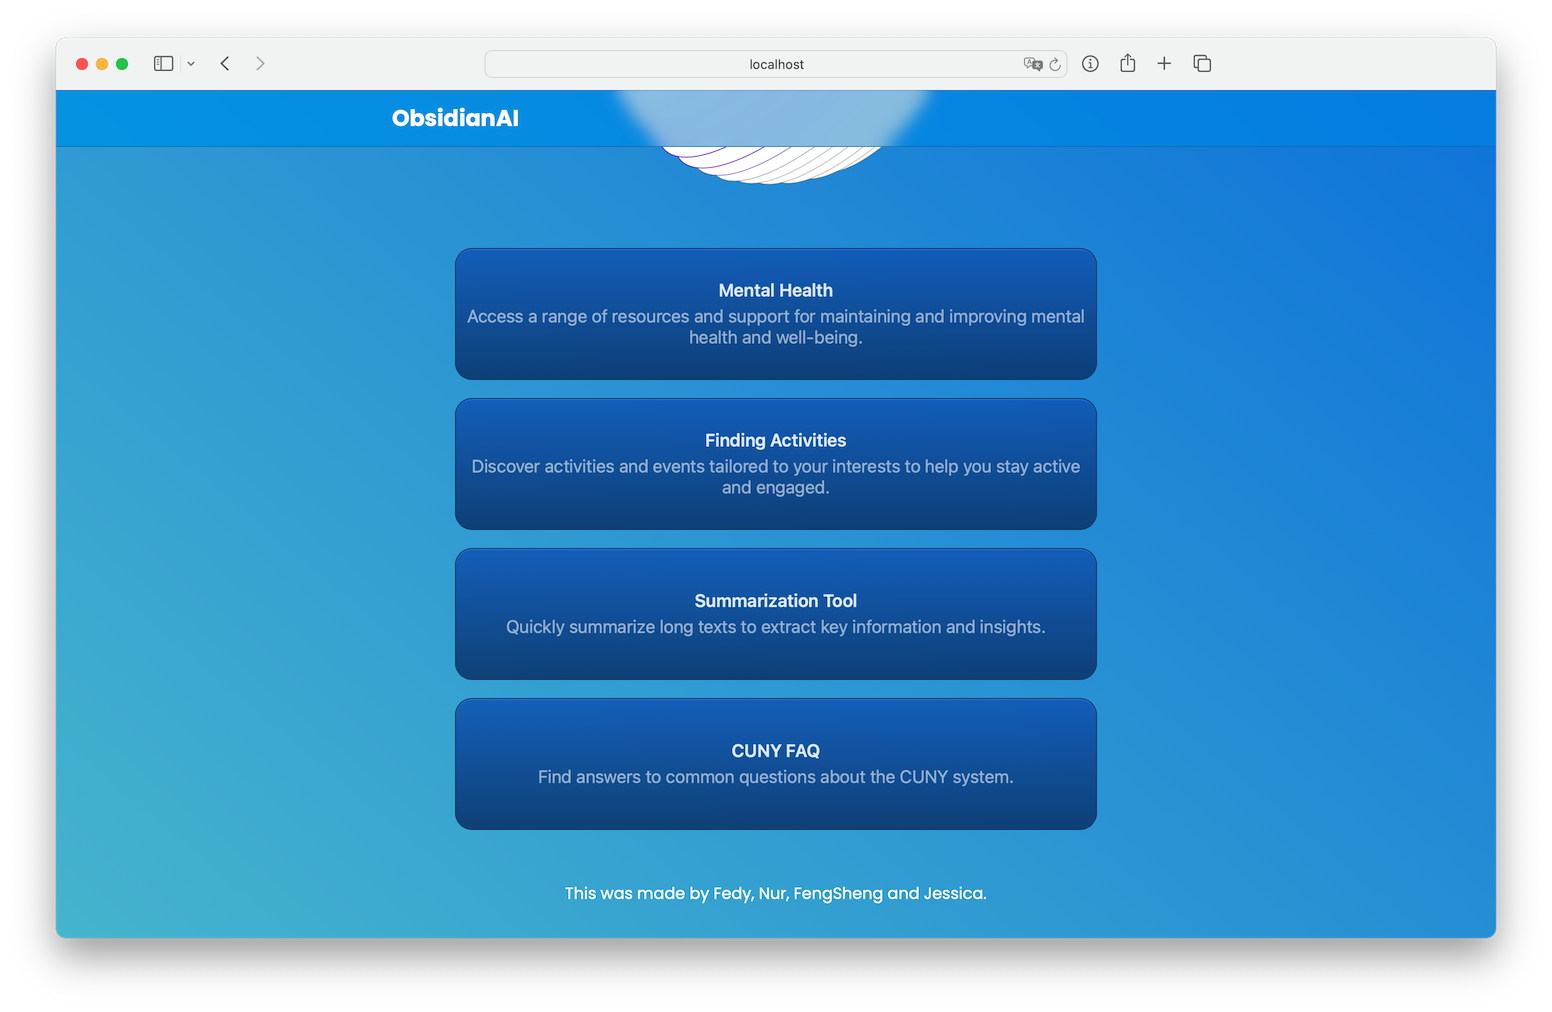 localhost
ObsidianAI
Mental Health
Access a range of resources and support for maintaining and improving mental
health and well-being.
Finding Activities
Discover activities and events tailored to your interests to help you stay active
and engaged.
Summarization Tool
Quickly summarize long texts to extract key information and insights.
CUNY FAQ
Find answers to common questions about the CUNY system.
This was made by Fedy, Nur, FengSheng and Jessica.